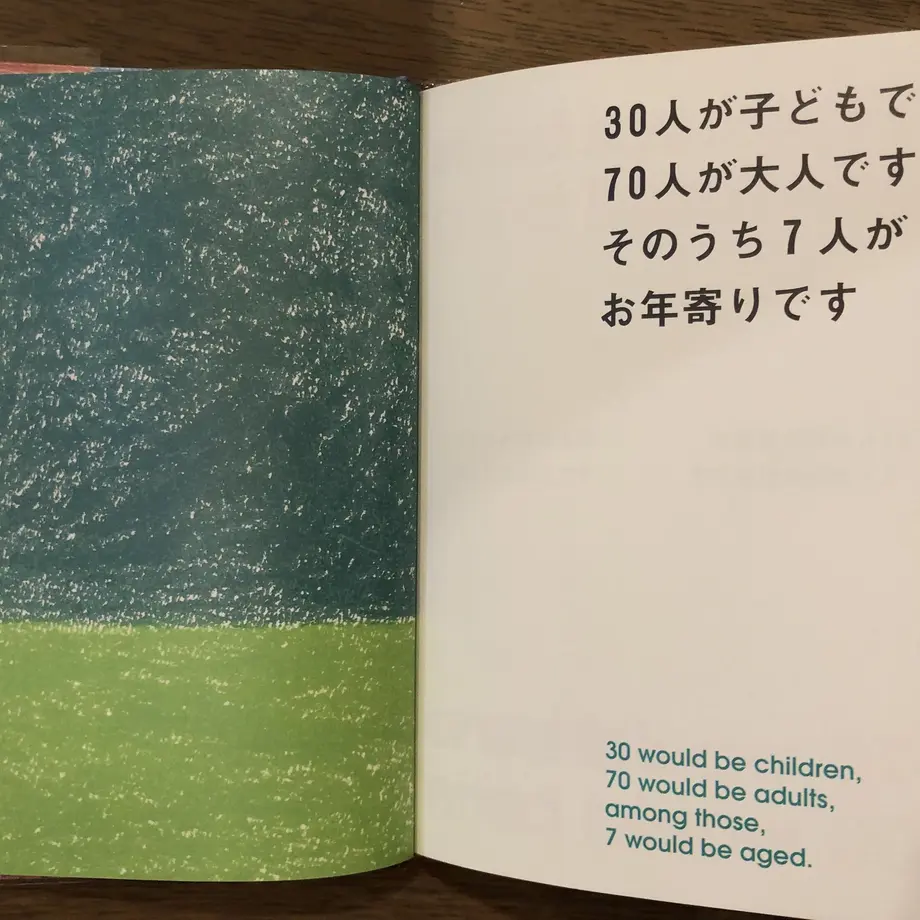 30人が子どもで
70人が大人です
そのうち7人が
お年寄りです
30 would be children,
70 would be adults,
among those,
7 would be aged.